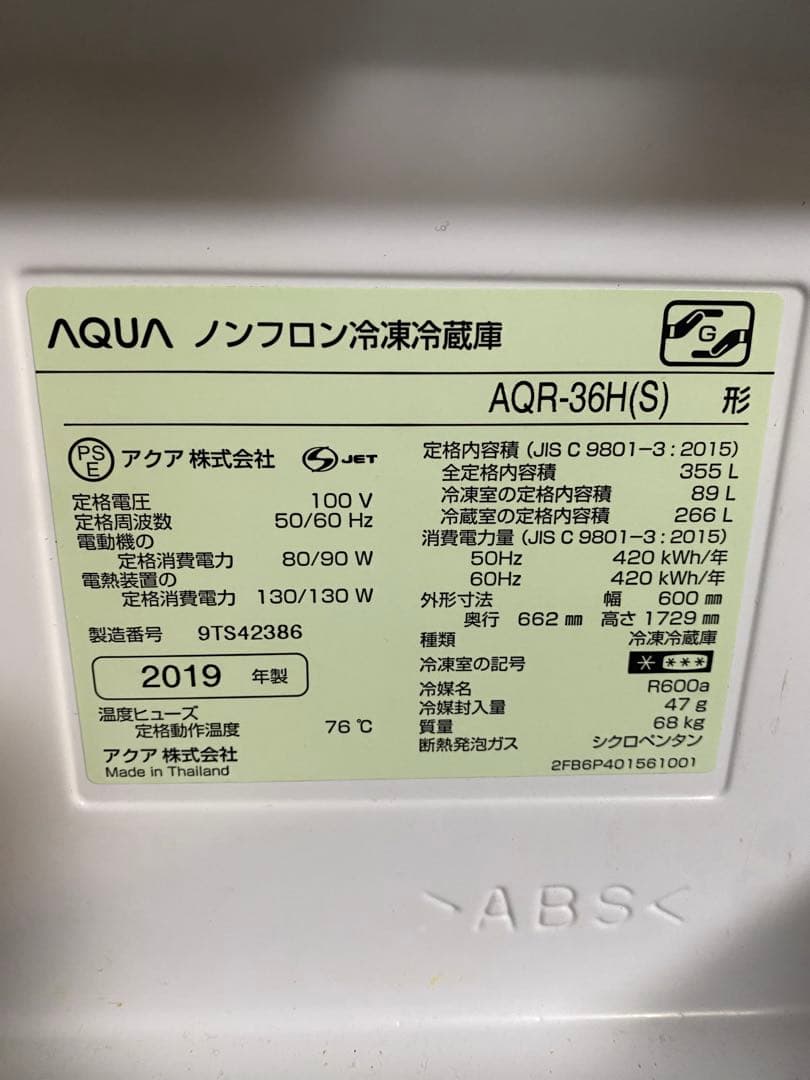 AQUA ノンフロン冷凍冷蔵庫
G
AQR-36H(S) 形
PSE アクア 株式会社 S JET
定格電圧 100 V
定格周波数 50/60 Hz
電動機の
定格消費電力 80/90 W
電熱装置の
定格消費電力 130/130 W
製造番号 9TS42386
2019 年製
温度ヒューズ
定格動作温度 76 ℃
アクア 株式会社
Made in Thailand
定格内容積 (JIS C 9801-3 : 2015)
全定格内容積 355 L
冷凍室の定格内容積 89 L
冷蔵室の定格内容積 266 L
消費電力量 (JIS C 9801-3 : 2015)
50Hz 420 kWh/年
60Hz 420 kWh/年
外形寸法 幅 600 ㎜
奥行 662 ㎜ 高さ 1729 ㎜
種類 冷凍冷蔵庫
冷凍室の記号 * ***
冷媒名 R600a
冷媒封入量 47 g
質量 68 kg
断熱発泡ガス シクロペンタン
2FB6P401561001
>ABS<